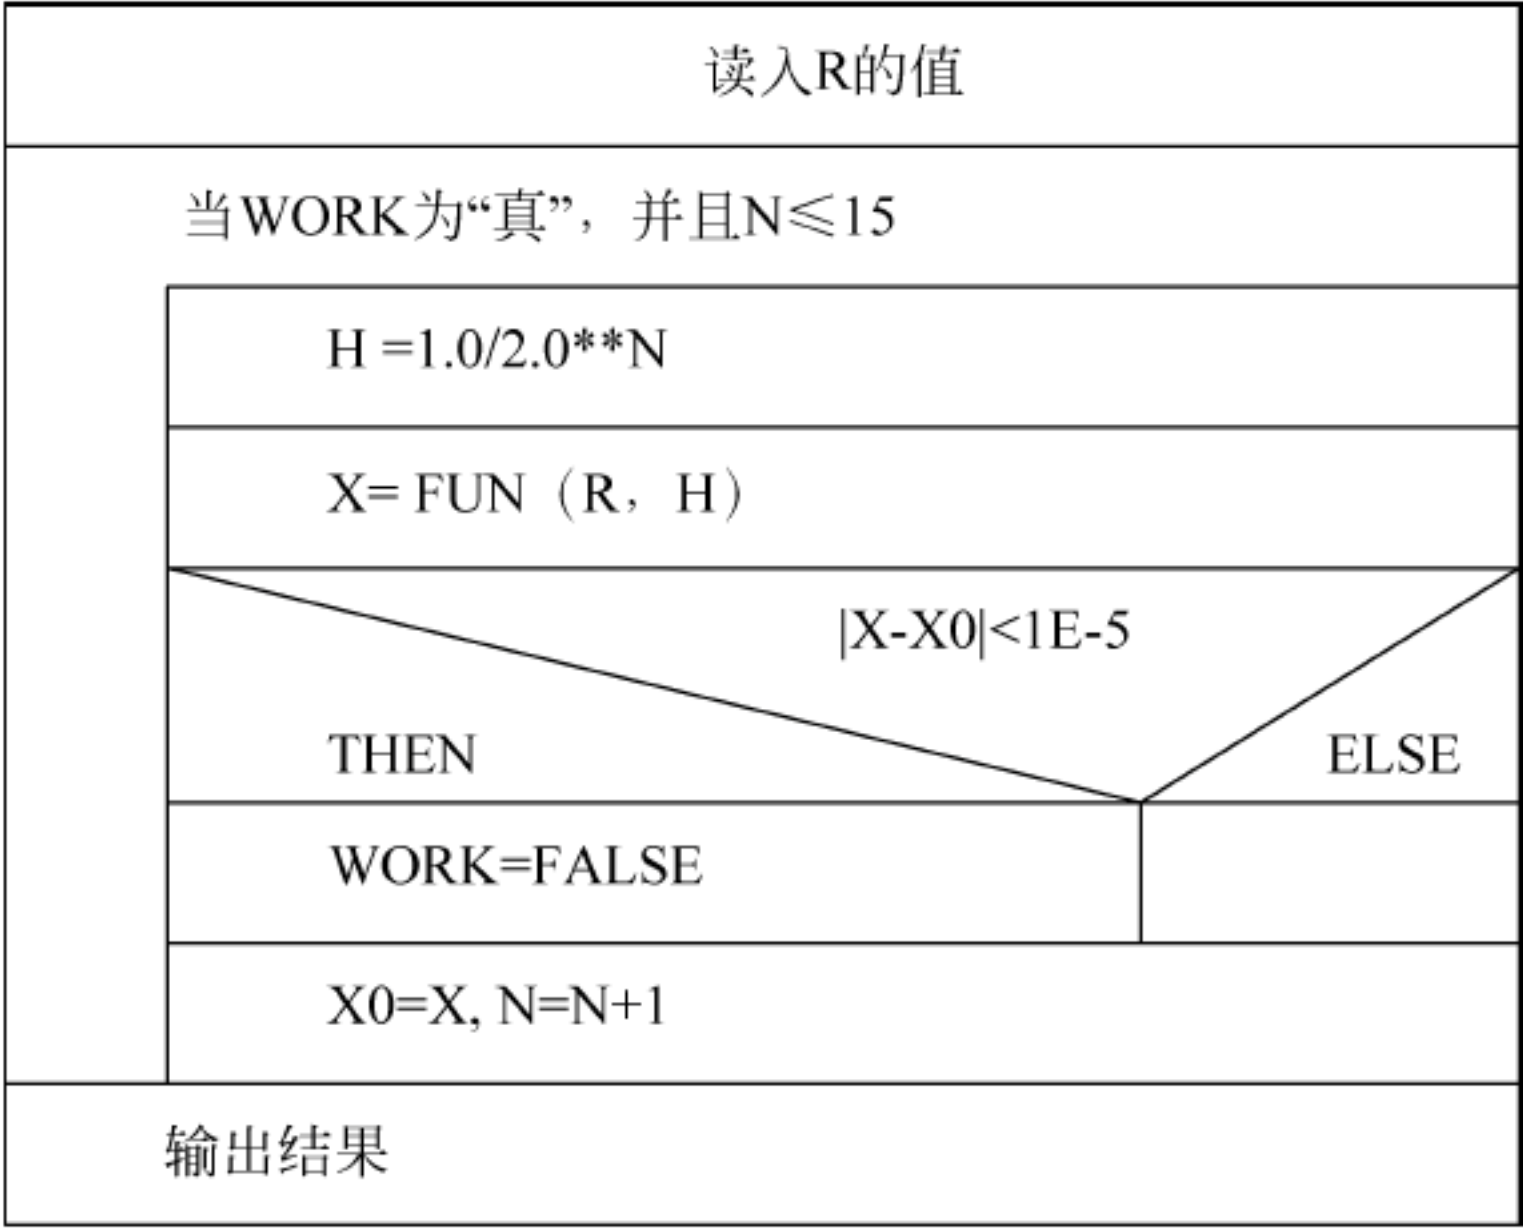 读入R的值
当WORK为“真”，并且N≤15
H =1.0/2.0**N
X= FUN（R，H）
|X-X0|<1E-5
THEN
ELSE
WORK=FALSE
X0=X, N=N+1
输出结果